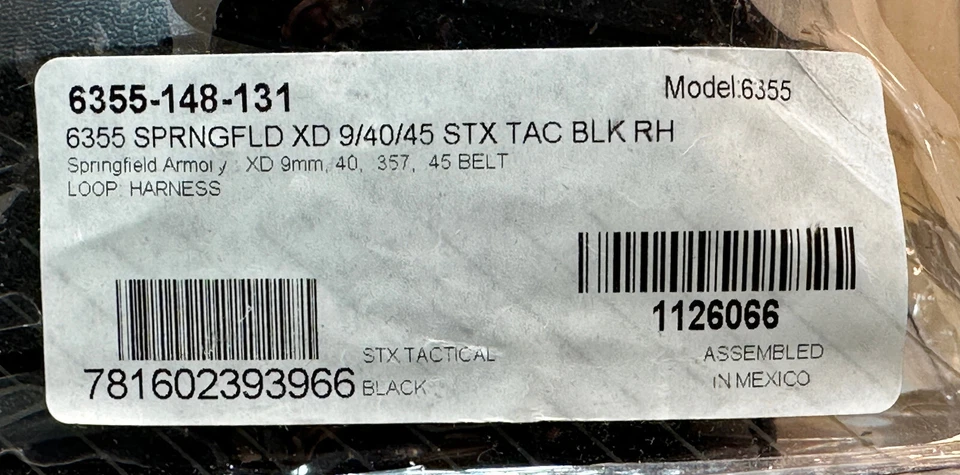 6355-148-131
Model:6355
6355 SPRNGFLD XD 9/40/45 STX TAC BLK RH
Springfield Armory : XD 9mm, 40, 357, .45 BELT
LOOP: HARNESS
1126066
781602393966
STX TACTICAL
BLACK
ASSEMBLED
IN MEXICO